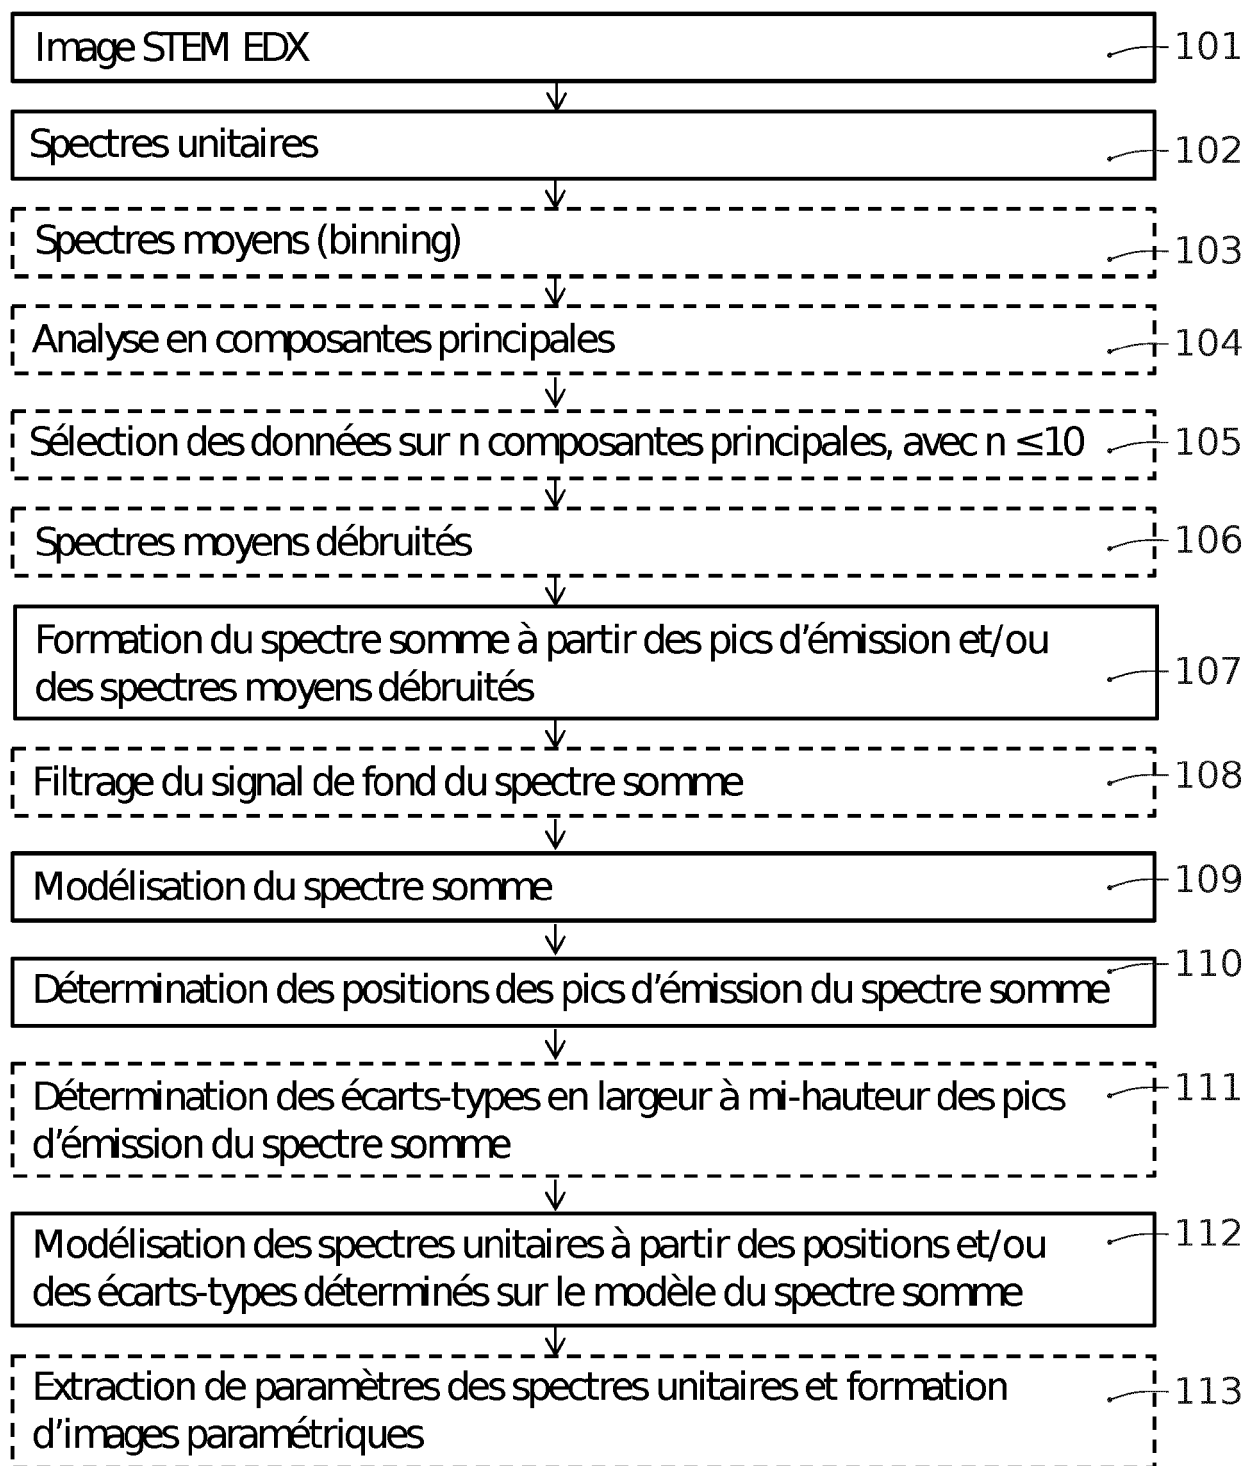 Image STEM EDX
101
Spectres unitaires
102
Spectres moyens (binning)
103
Analyse en composantes principales
104
Sélection des données sur n composantes principales, avec n ≤10
105
Spectres moyens débruités
106
Formation du spectre somme à partir des pics d'émission et/ou
des spectres moyens débruités
107
Filtrage du signal de fond du spectre somme
108
Modélisation du spectre somme
109
Détermination des positions des pics d'émission du spectre somme
110
Détermination des écarts-types en largeur à mi-hauteur des pics
d'émission du spectre somme
111
Modélisation des spectres unitaires à partir des positions et/ou
des écarts-types déterminés sur le modèle du spectre somme
112
Extraction de paramètres des spectres unitaires et formation
d'images paramétriques
113